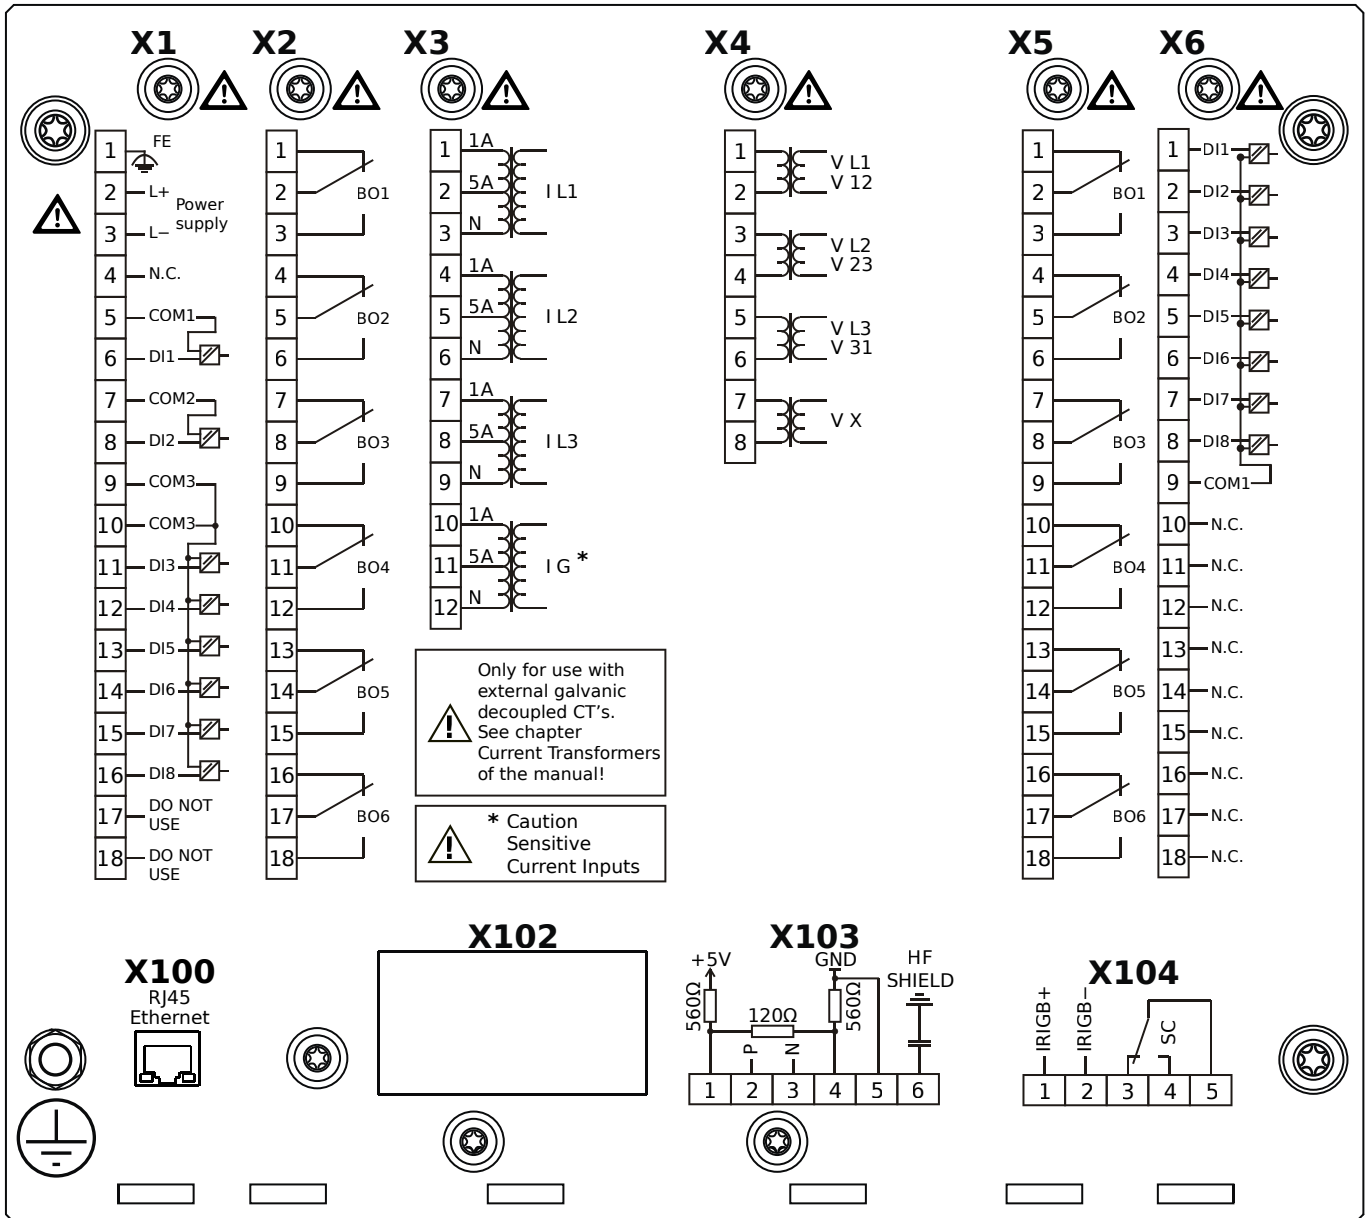 X1
X2
X3
X4
X5
X6
1 FE
2 L+
Power
supply
3 L−
4 N.C.
5 COM1
6 DI1
7 COM2
8 DI2
9 COM3
10 COM3
11 DI3
12 DI4
13 DI5
14 DI6
15 DI7
16 DI8
17 DO NOT
USE
18 DO NOT
USE
1
2 BO1
3
4
5 BO2
6
7
8 BO3
9
10
11 BO4
12
13
14 BO5
15
16
17 BO6
18
1 1A
2 5A I L1
3 N
4 1A
5 5A I L2
6 N
7 1A
8 5A I L3
9 N
10 1A
11 5A I G *
12 N
Only for use with
external galvanic
decoupled CT's.
See chapter
Current Transformers
of the manual!
* Caution
Sensitive
Current Inputs
1 V L1
2 V 12
3 V L2
4 V 23
5 V L3
6 V 31
7 V X
8
1
2 BO1
3
4
5 BO2
6
7
8 BO3
9
10
11 BO4
12
13
14 BO5
15
16
17 BO6
18
1 DI1
2 DI2
3 DI3
4 DI4
5 DI5
6 DI6
7 DI7
8 DI8
9 COM1
10 N.C.
11 N.C.
12 N.C.
13 N.C.
14 N.C.
15 N.C.
16 N.C.
17 N.C.
18 N.C.
X100
RJ45
Ethernet
X102
X103
+5V GND HF
SHIELD
560Ω 120Ω 560Ω
P N
1 2 3 4 5 6
X104
IRIGB+ IRIGB− SC
1 2 3 4 5